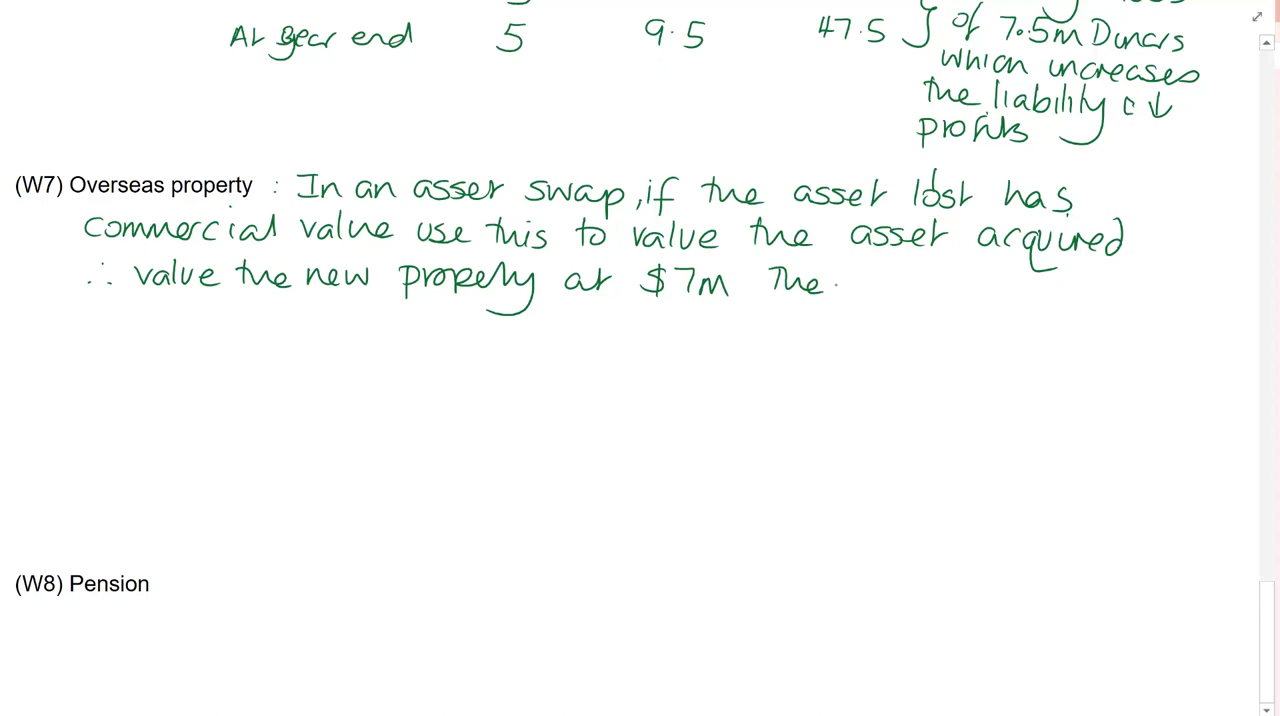 At year end 5 9.5 47.5 } of 7.5m Dinars
which increases
the liability & ↓
profits
(W7) Overseas property : In an asset swap, if the asset lost has
commercial value use this to value the asset acquired
∴ value the new property at $7m The
(W8) Pension